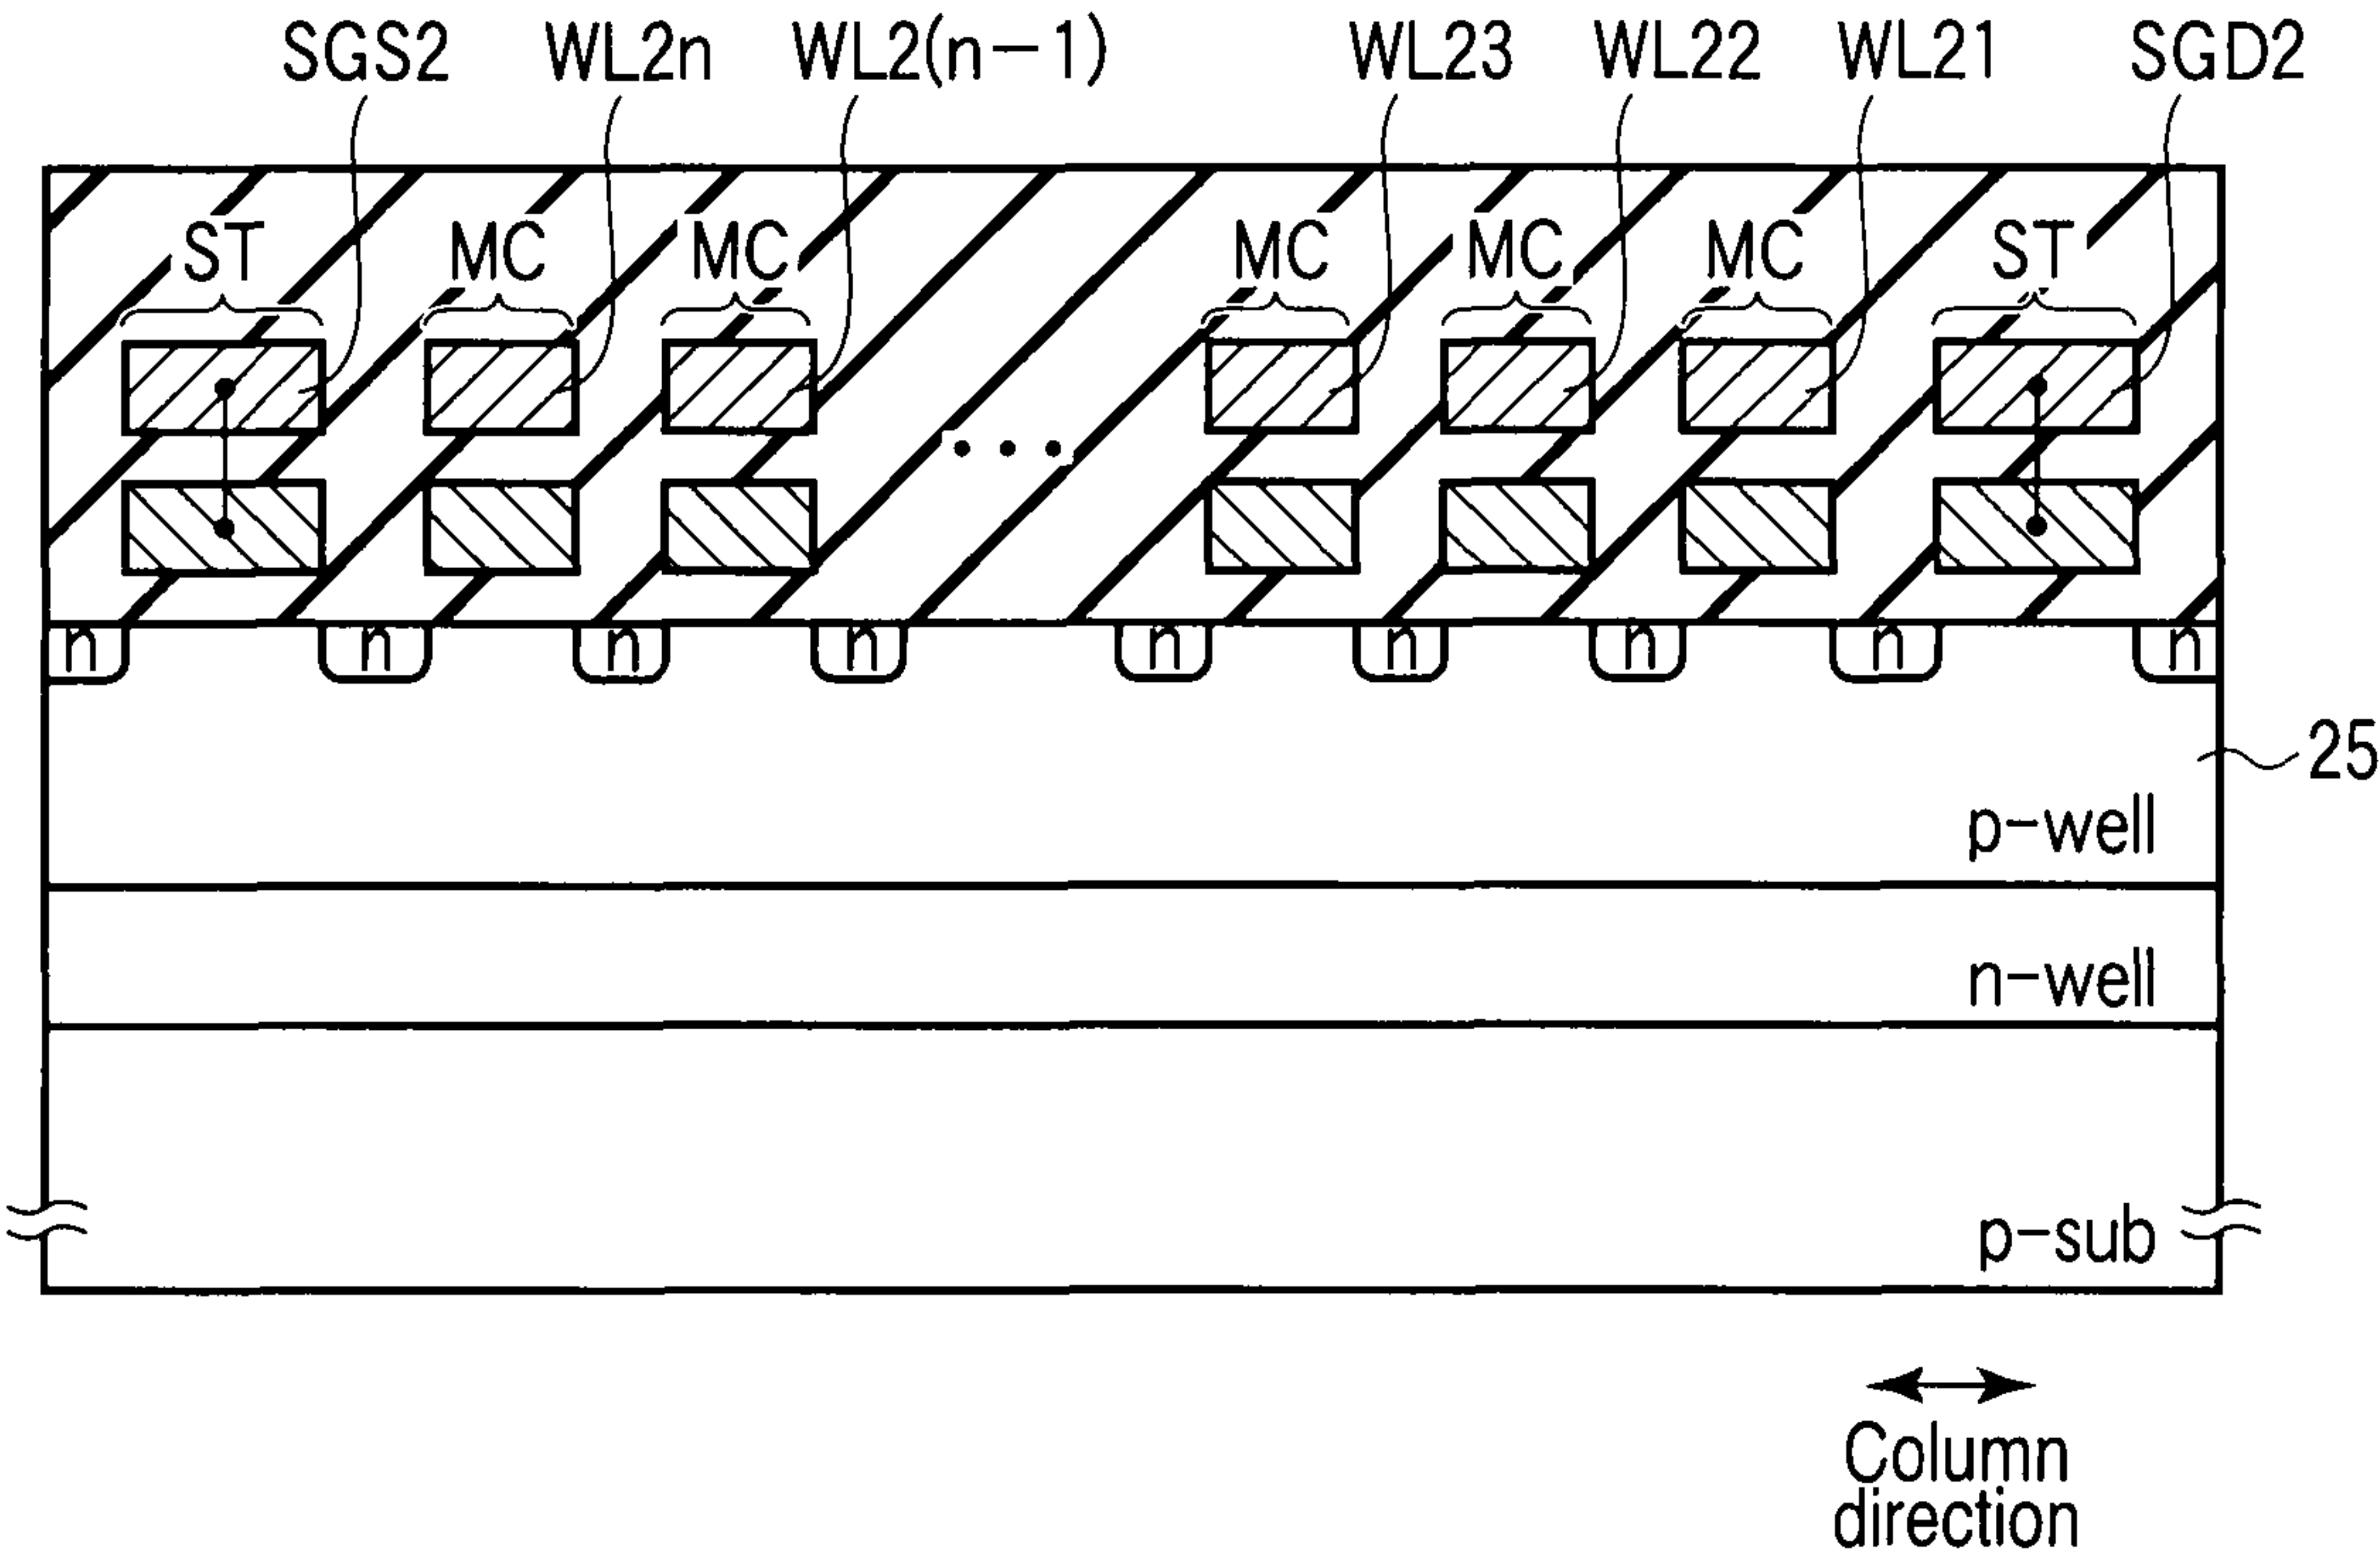 SGS2 WL2n WL2(n-1) WL23 WL22 WL21 SGD2
ST MC MC MC MC MC ST
n n n n n n n n n
25
p-well
n-well
p-sub
Column
direction